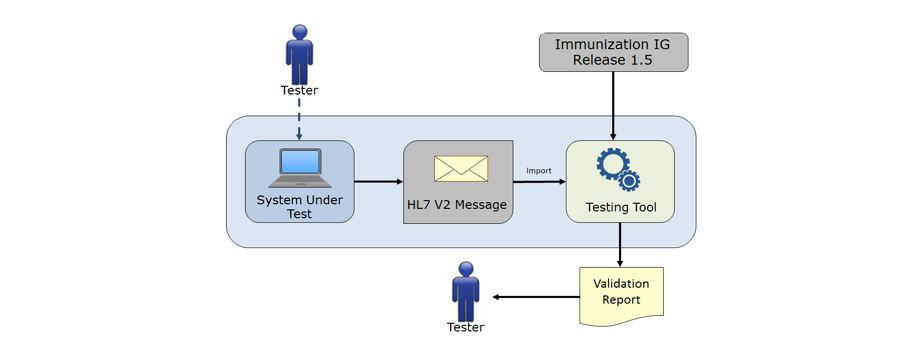 Tester
Immunization IG
Release 1.5
System Under
Test
HL7 V2 Message
Import
Testing Tool
Validation
Report
Tester